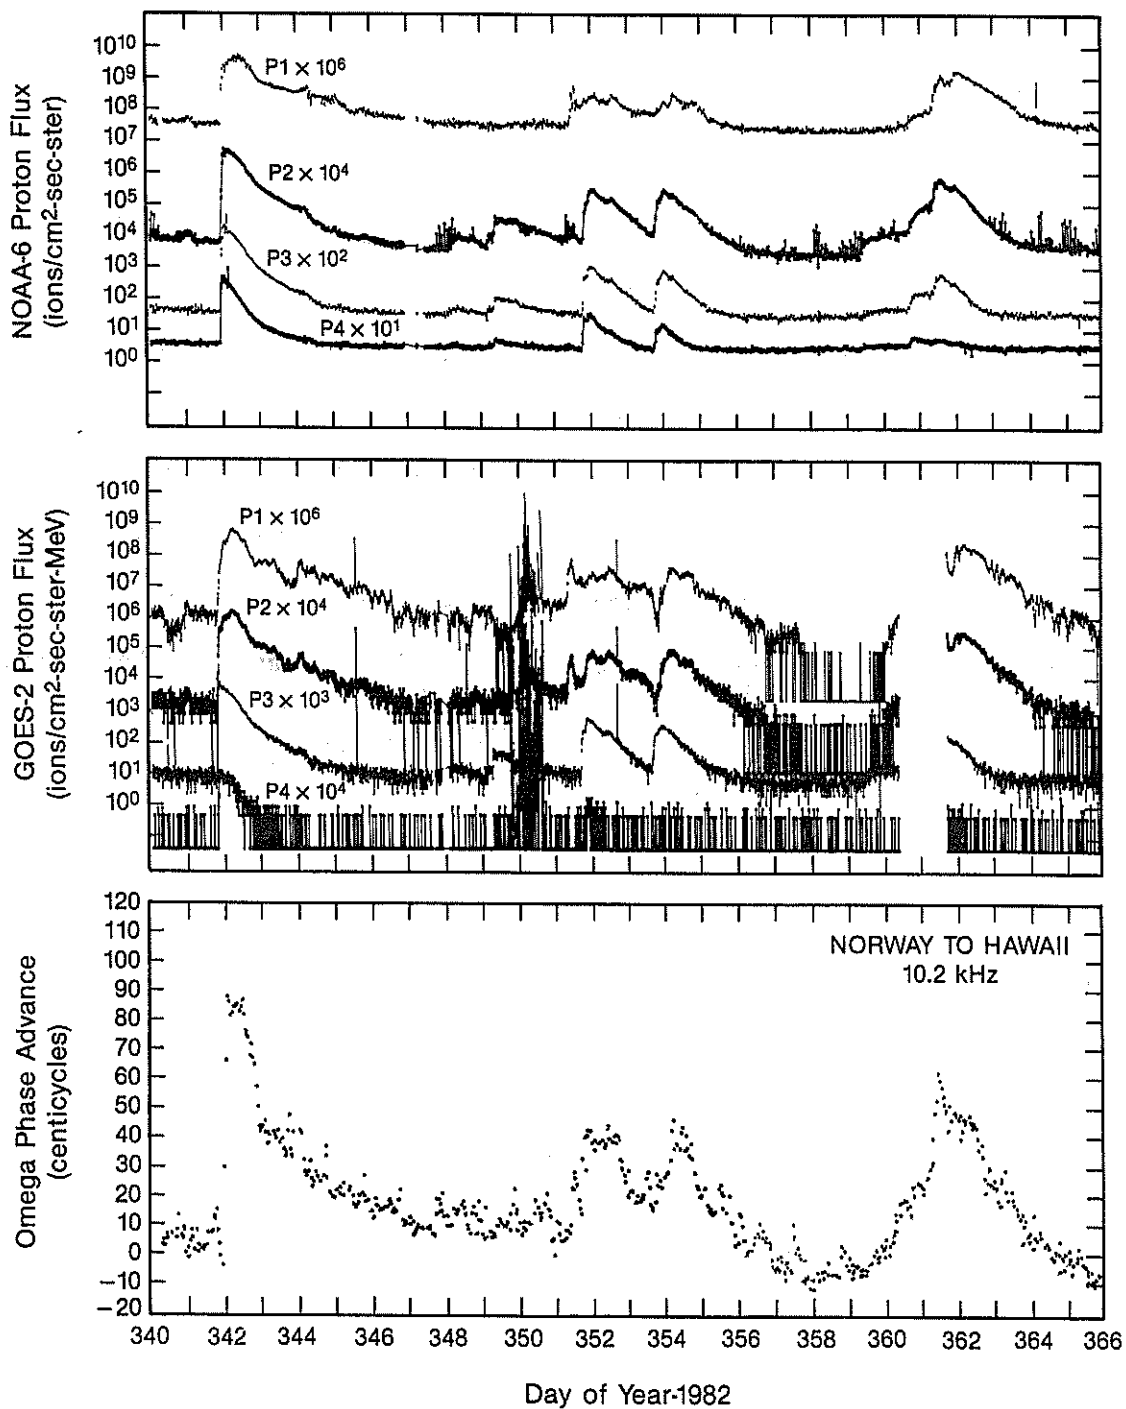 NOAA-6 Proton Flux
(ions/cm²-sec-ster)
10¹⁰
10⁹
10⁸
10⁷
10⁶
10⁵
10⁴
10³
10²
10¹
10⁰
P1 × 10⁶
P2 × 10⁴
P3 × 10²
P4 × 10¹
GOES-2 Proton Flux
(ions/cm²-sec-ster-MeV)
10¹⁰
10⁹
10⁸
10⁷
10⁶
10⁵
10⁴
10³
10²
10¹
10⁰
P1 × 10⁶
P2 × 10⁴
P3 × 10³
P4 × 10⁴
Omega Phase Advance
(centicycles)
120
110
100
90
80
70
60
50
40
30
20
10
0
−10
−20
NORWAY TO HAWAII
10.2 kHz
340 342 344 346 348 350 352 354 356 358 360 362 364 366
Day of Year-1982